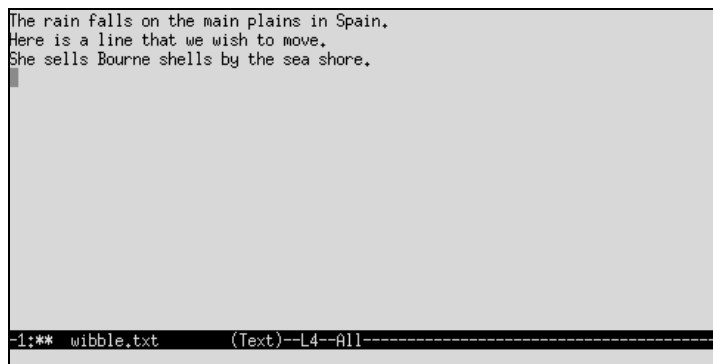 The rain falls on the main plains in Spain.
Here is a line that we wish to move.
She sells Bourne shells by the sea shore.
-1:**  wibble.txt        (Text)--L4--All----------------------------------------